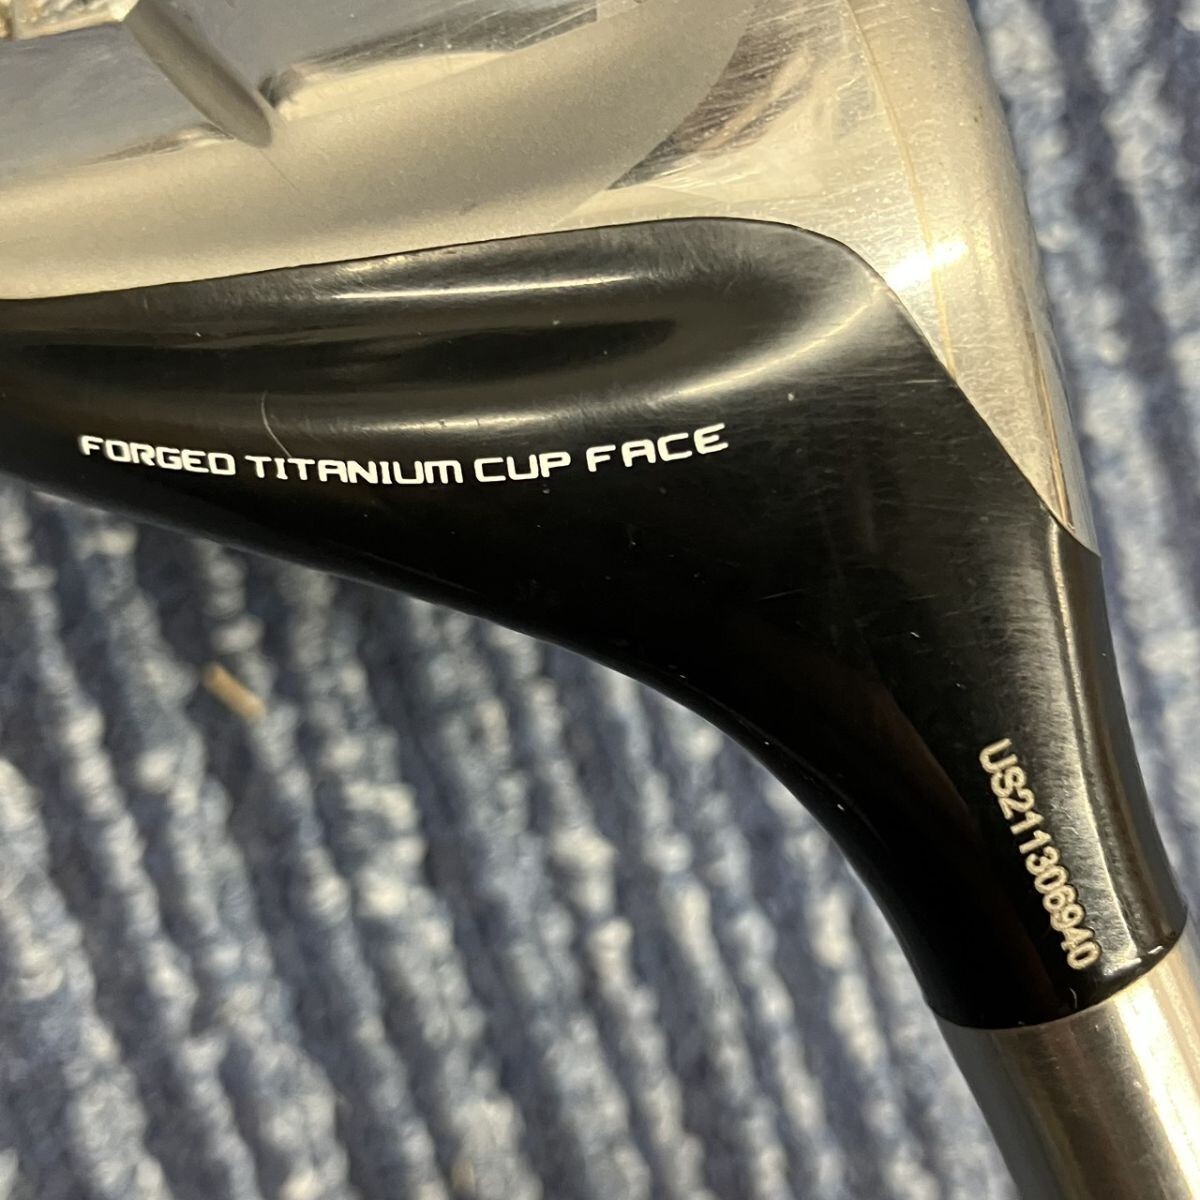 FORGED TITANIUM CUP FACE
US211306940